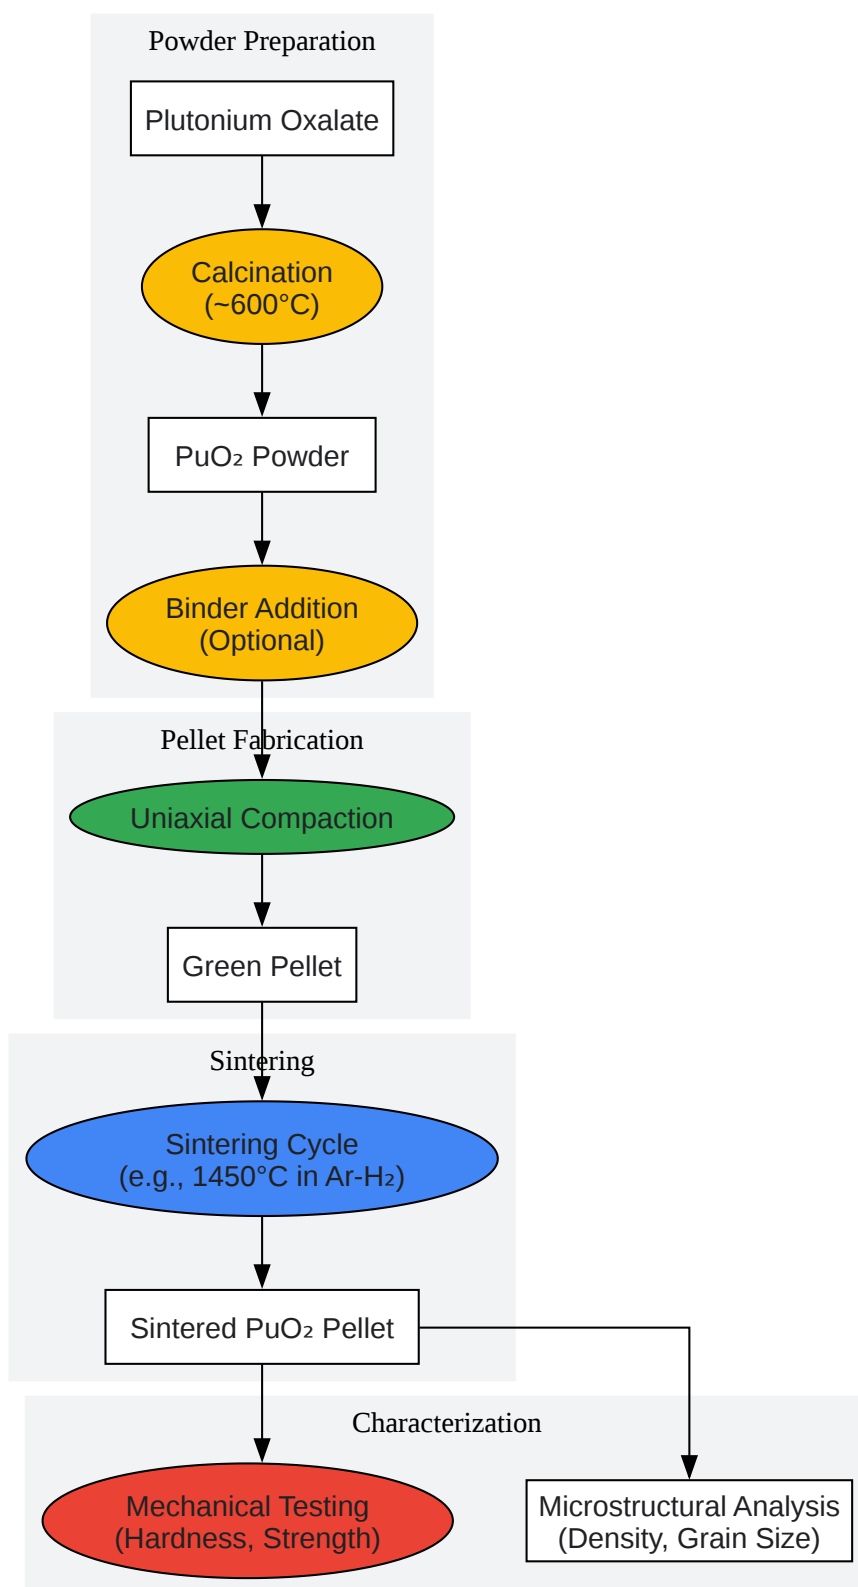 Powder Preparation
Plutonium Oxalate
Calcination
(~600°C)
PuO₂ Powder
Binder Addition
(Optional)
Pellet Fabrication
Uniaxial Compaction
Green Pellet
Sintering
Sintering Cycle
(e.g., 1450°C in Ar-H₂)
Sintered PuO₂ Pellet
Characterization
Mechanical Testing
(Hardness, Strength)
Microstructural Analysis
(Density, Grain Size)